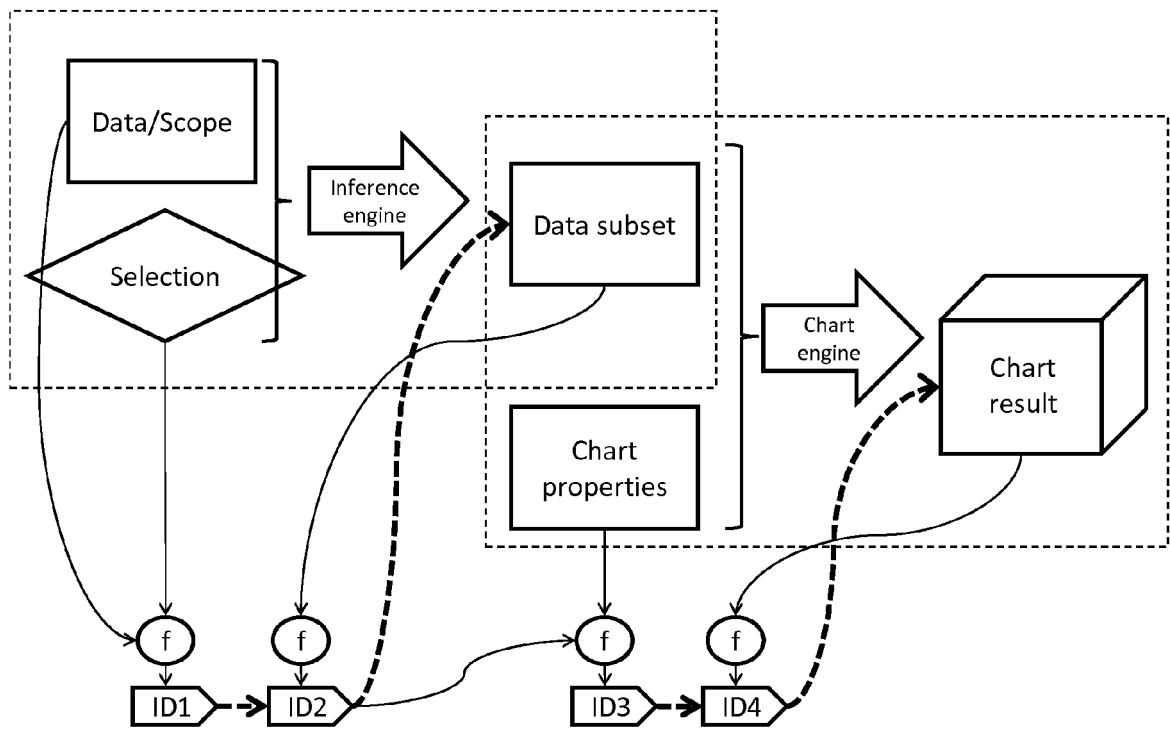 Data/Scope
Selection
Inference
engine
Data subset
Chart
properties
Chart
engine
Chart
result
f
f
f
f
ID1
ID2
ID3
ID4